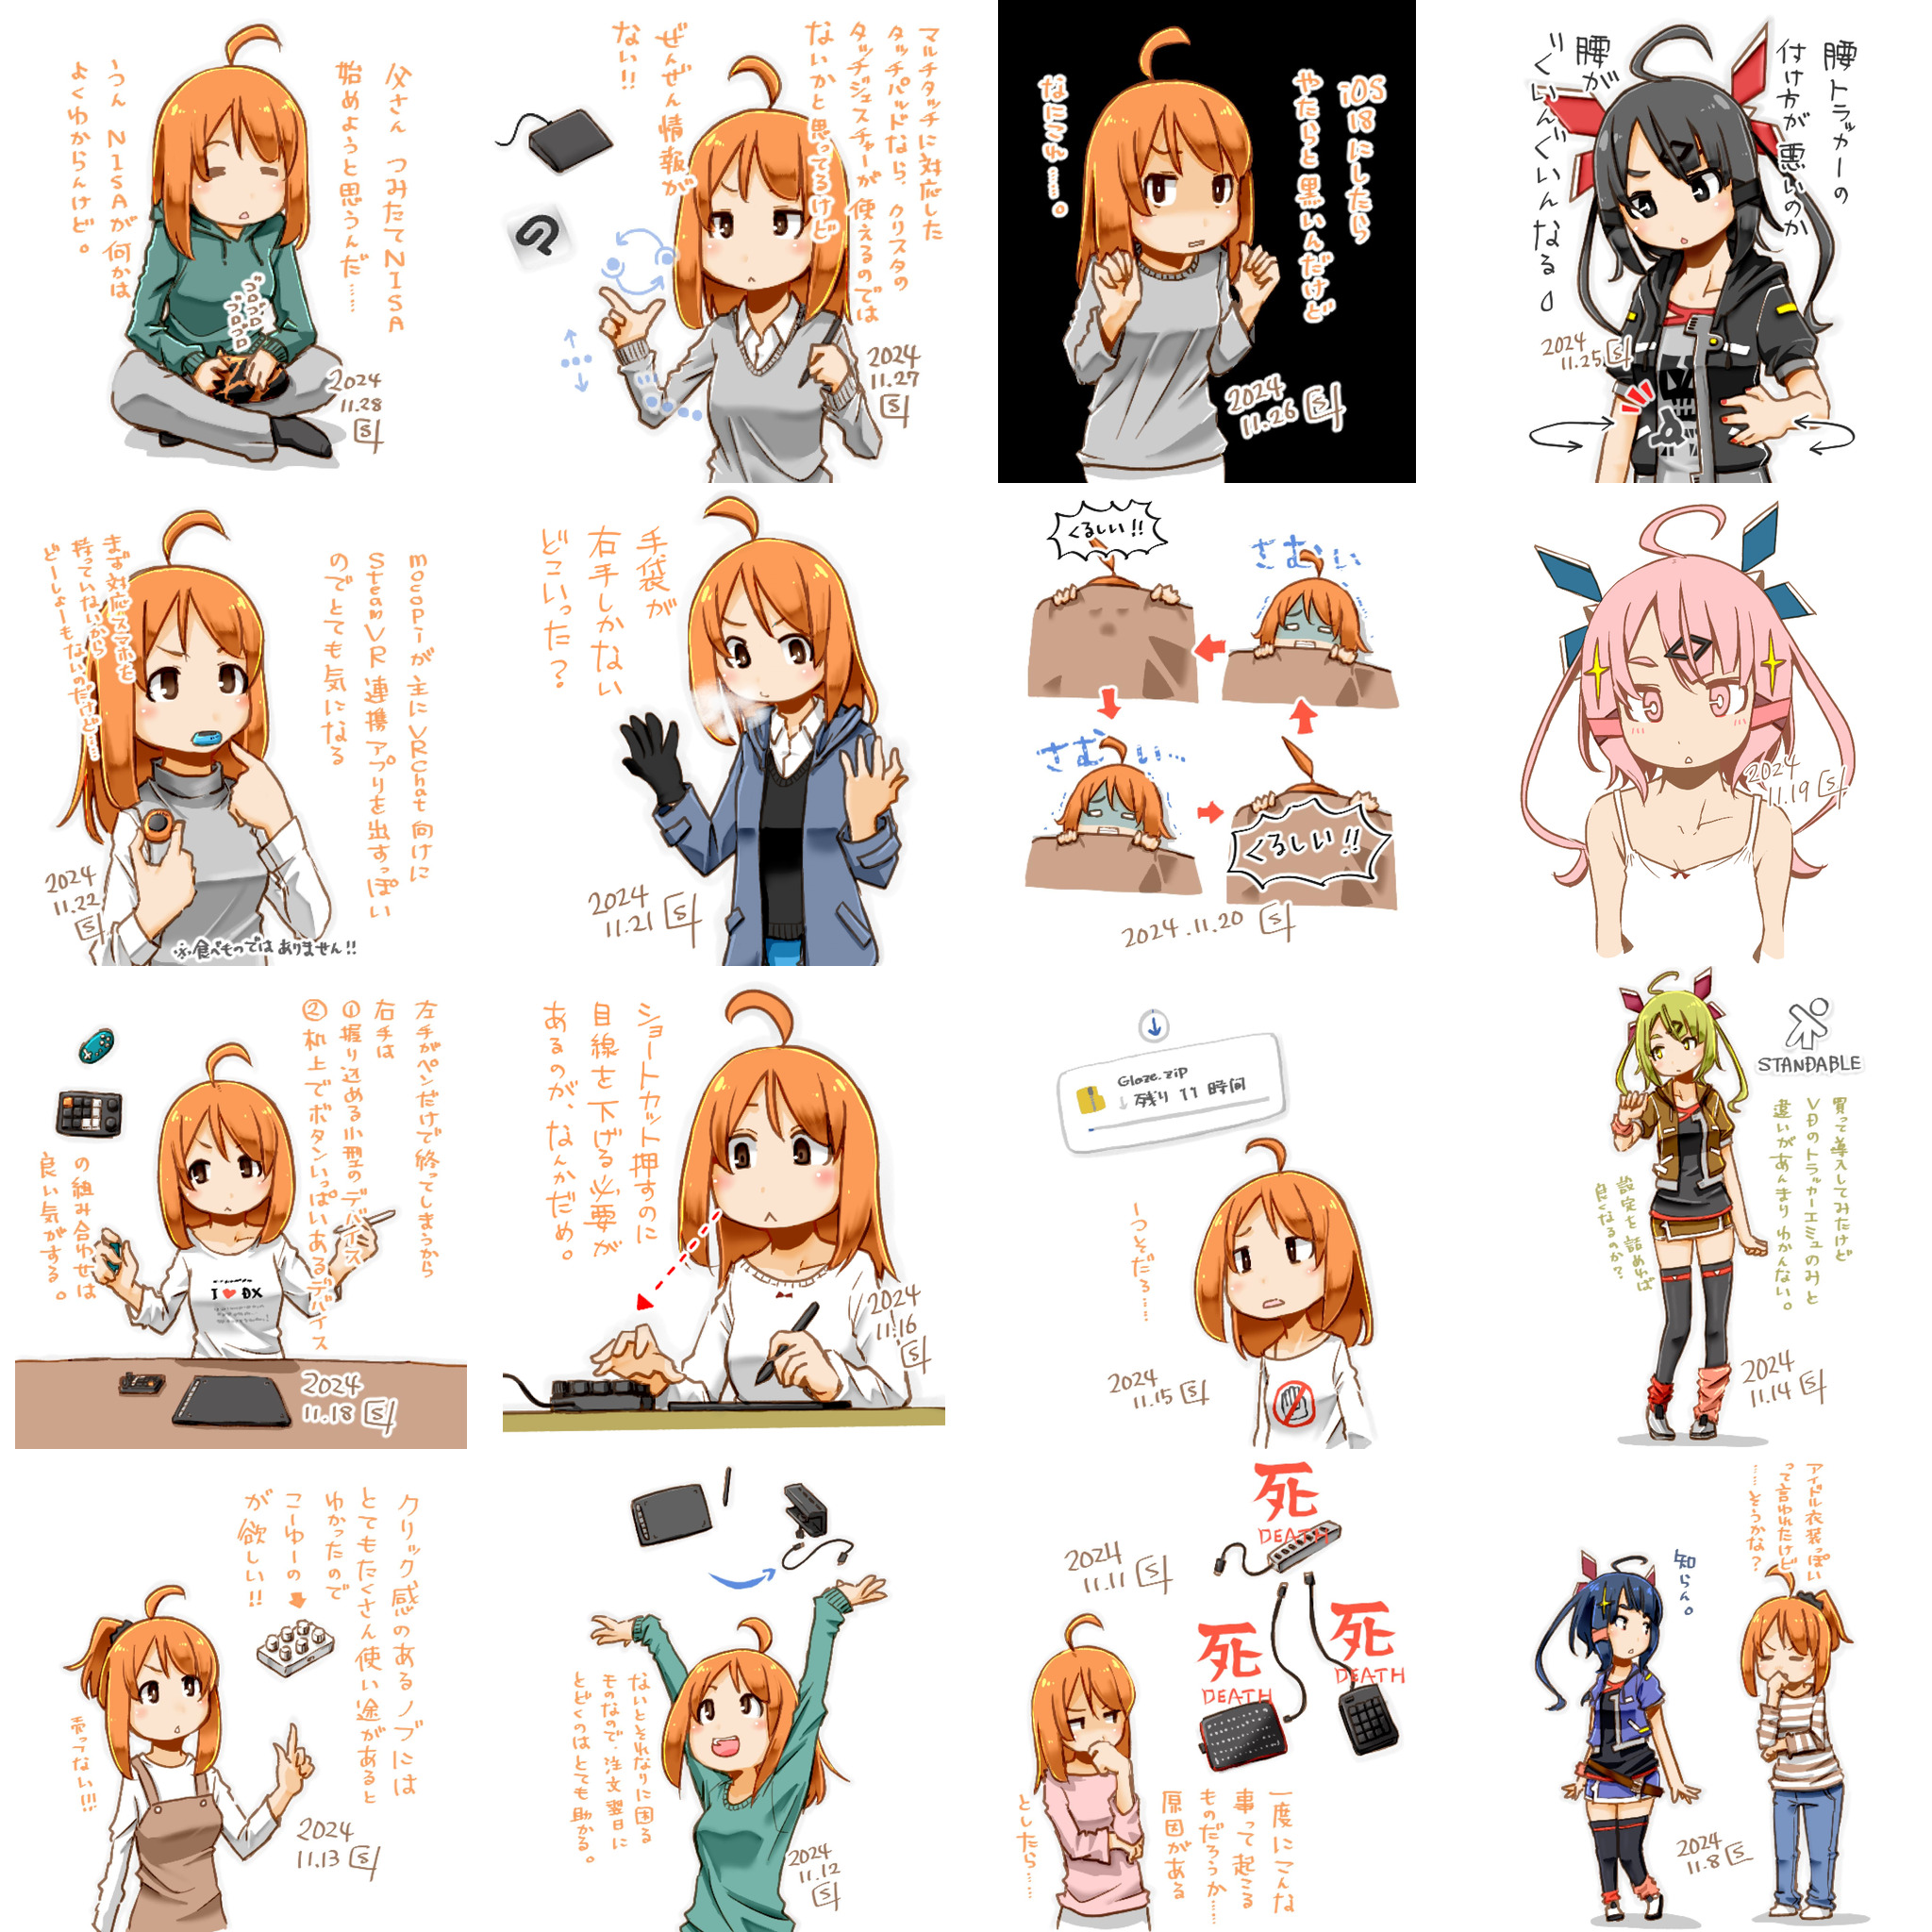 父さん つみたてNISA
始めようと思うんだ……
うつん NISAが何かは
よくわからんけど。
ゴロゴロ
ゴロゴロ
2024
11.28
マルチタッチに対応した
タッチパッドなら、クリスタの
タッチジェスチャーが使えるのでは
ないかと思ってるけど
ぜんぜん情報が
ない!!
2024
11.27
iOS
18にしたら
やたらと黒いんだけど
なにこれ……。
2024
11.26
腰トラッカーの
付け方が悪いのか
腰が
ぐいんぐいんなる。
2024
11.25
mocopiが主にVRChat向けに
SteamVR連携アプリを出すっぽい
のでとても気になる
まず対応スマホを
持っていないから
どーしょーもないのだけど……
2024
11.22
※食べものではありません!!
手袋が
右手しかない
どこいった?
2024
11.21
くるしい!!
さむい
さむい…
くるしい!!
2024.11.20
2024
11.19
左手がペンだけで終ってしまうから
右手は
①握り込める小型のデバイス
②机上でボタンいっぱいあるデバイス
の組み合わせは
良い気がする。
I ♥ DX
2024
11.18
ショートカット押すのに
目線を下げる必要が
あるのが、なんかだめ。
2024
11.16
Glaze.zip
↓残り 11 時間
うそだろ……
2024
11.15
STANDABLE
買って導入してみたけど
VDのトラッカーエミュのみと
違いがあんまりわかんない。
設定を詰めれば
良くなるのか?
2024
11.14
クリック感のあるノブには
とてもたくさん使い途があると
わかったので
こーゆーの
が欲しい!!
売ってない!!!
2024
11.13
ないとそれなりに困る
ものなので、注文翌日に
とどくのはとても助かる。
2024
11.12
2024
11.11
死
DEATH
死
DEATH
死
DEATH
一度にこんな
事って起こる
ものだろうか……
原因がある
としたら……
アイドル衣装っぽい
って言われたけど
……そうかな?
知らん。
2024
11.8